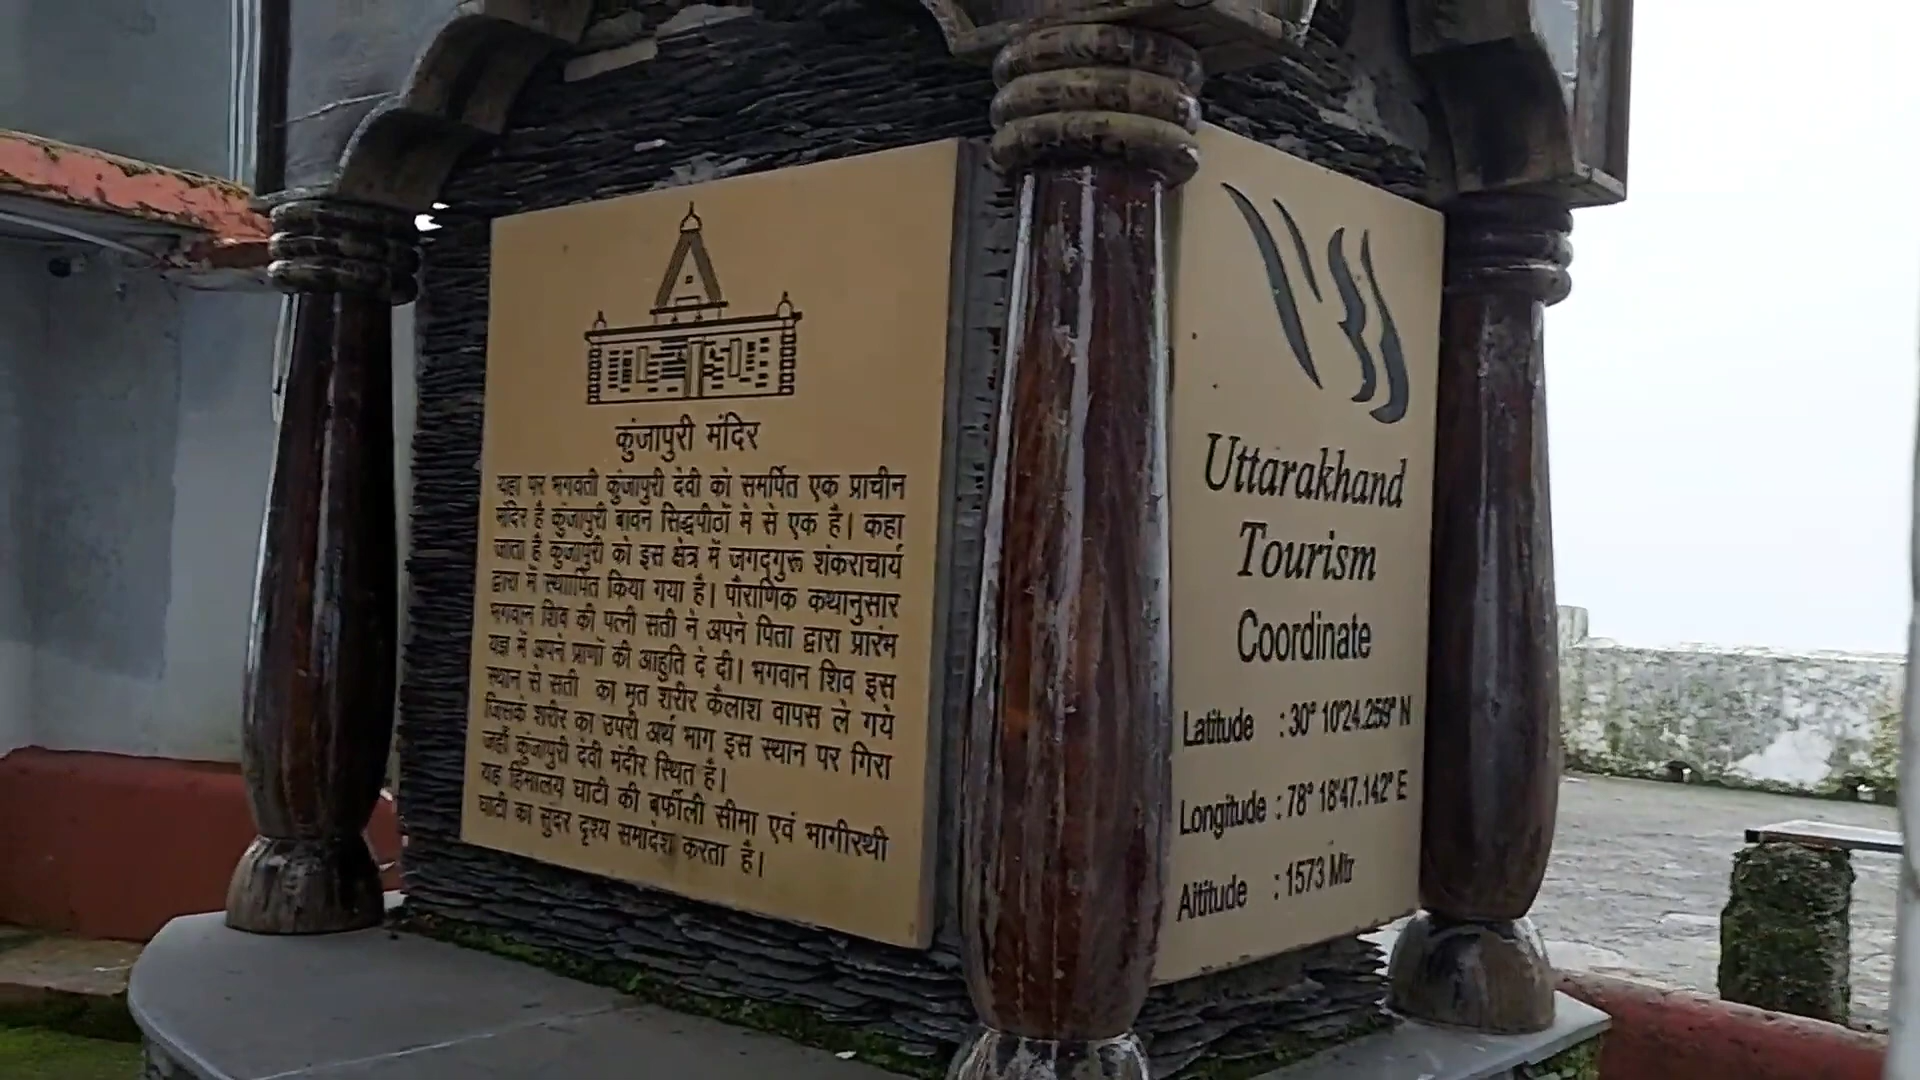 कुंजापुरी मंदिर
यहा पर भगवती कुंजापुरी देवी को समर्पित एक प्राचीन
मंदिर है कुंजापुरी बावन सिद्धपीठों मे से एक है। कहा
जाता है कुंजापुरी को इस क्षेत्र में जगद्गुरू शंकराचार्य
द्वारा में स्थाापित किया गया है। पौराणिक कथानुसार
भगवान शिव की पत्नी सती ने अपने पिता द्वारा प्रारंभ
यज्ञ में अपने प्राणों की आहुति दे दी। भगवान शिव इस
स्थान से सती का मृत शरीर कैलाश वापस ले गये
जिसके शरीर का उपरी अर्ध भाग इस स्थान पर गिरा
जहाँ कुंजापुरी देवी मंदीर स्थित है।
यह हिमालय घाटी की बर्फीली सीमा एवं भागीरथी
घाटी का सुंदर दृश्य समादेश करता है।
Uttarakhand
Tourism
Coordinate
Latitude : 30° 10'24.259" N
Longitude : 78° 18'47.142" E
Altitude : 1573 Mtr